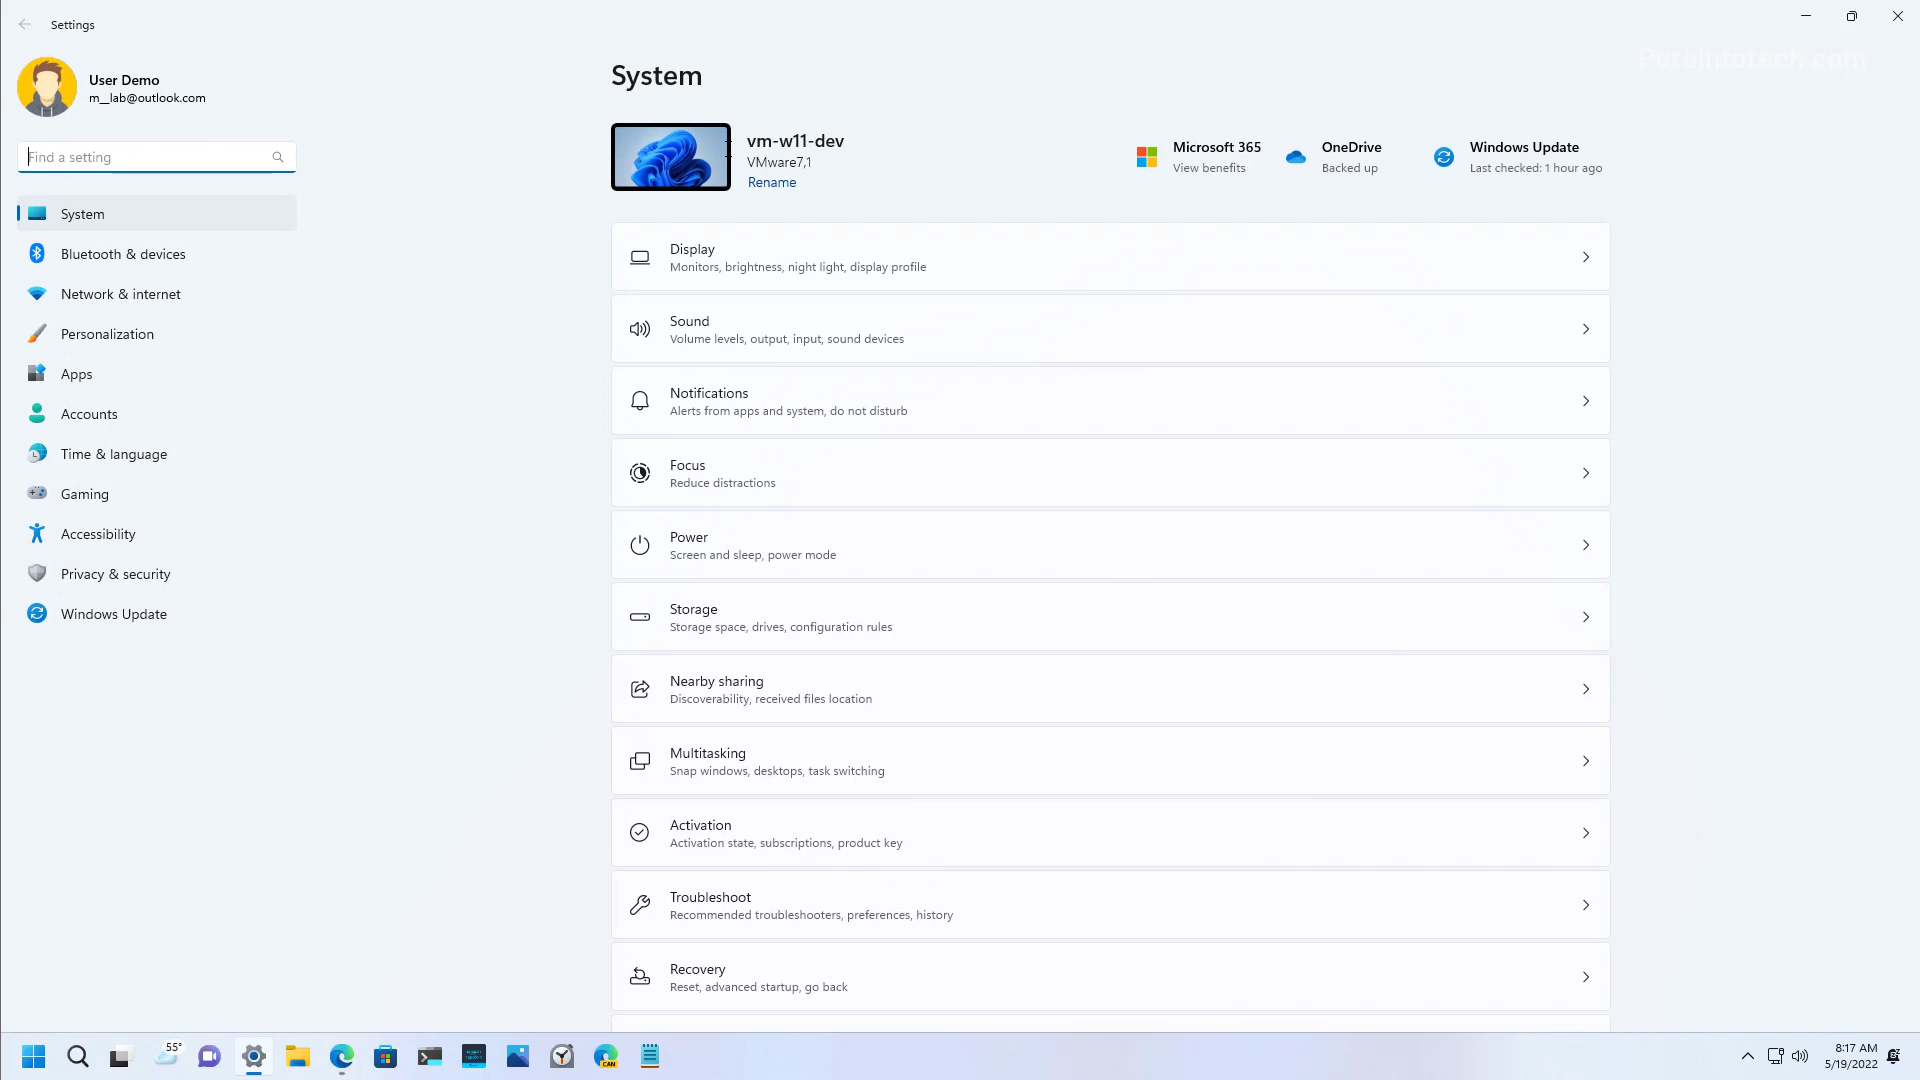 Settings
PureInfotech.com
User Demo
m__lab@outlook.com
Find a setting
System
Bluetooth & devices
Network & internet
Personalization
Apps
Accounts
Time & language
Gaming
Accessibility
Privacy & security
Windows Update
System
vm-w11-dev
VMware7,1
Rename
Microsoft 365
View benefits
OneDrive
Backed up
Windows Update
Last checked: 1 hour ago
Display
Monitors, brightness, night light, display profile
Sound
Volume levels, output, input, sound devices
Notifications
Alerts from apps and system, do not disturb
Focus
Reduce distractions
Power
Screen and sleep, power mode
Storage
Storage space, drives, configuration rules
Nearby sharing
Discoverability, received files location
Multitasking
Snap windows, desktops, task switching
Activation
Activation state, subscriptions, product key
Troubleshoot
Recommended troubleshooters, preferences, history
Recovery
Reset, advanced startup, go back
55°
CAN
8:17 AM
5/19/2022